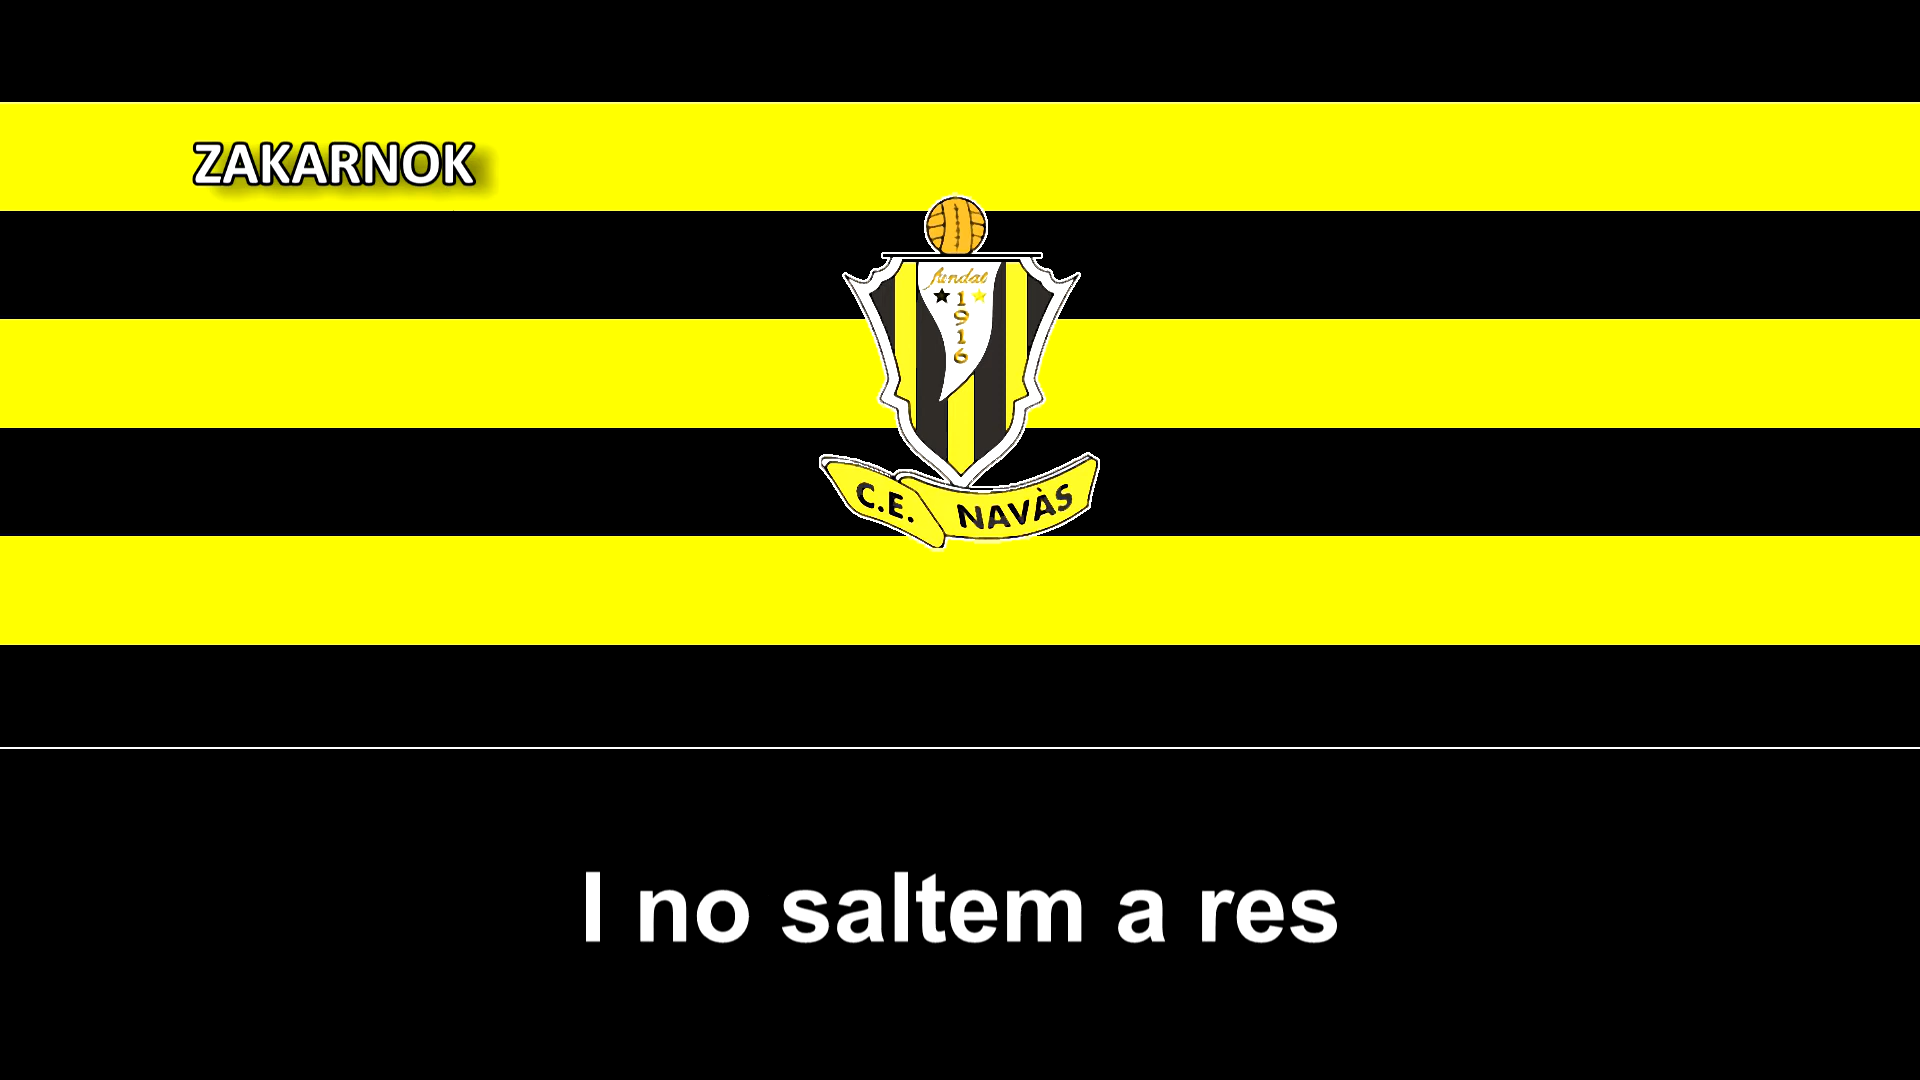 ZAKARNOK
fundat
1916
C.E. NAVÀS
I no saltem a res